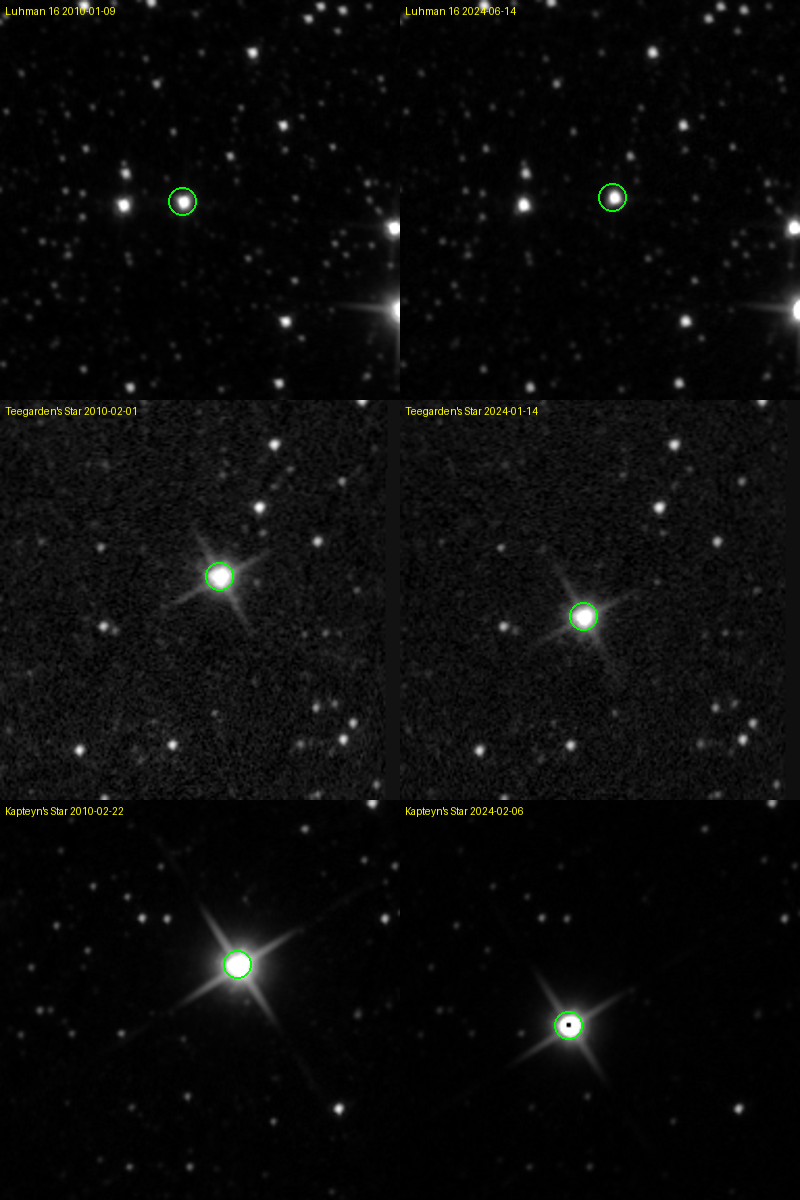 Luhman 16 2010-01-09
Luhman 16 2024-06-14
Teegarden's Star 2010-02-01
Teegarden's Star 2024-01-14
Kapteyn's Star 2010-02-22
Kapteyn's Star 2024-02-06